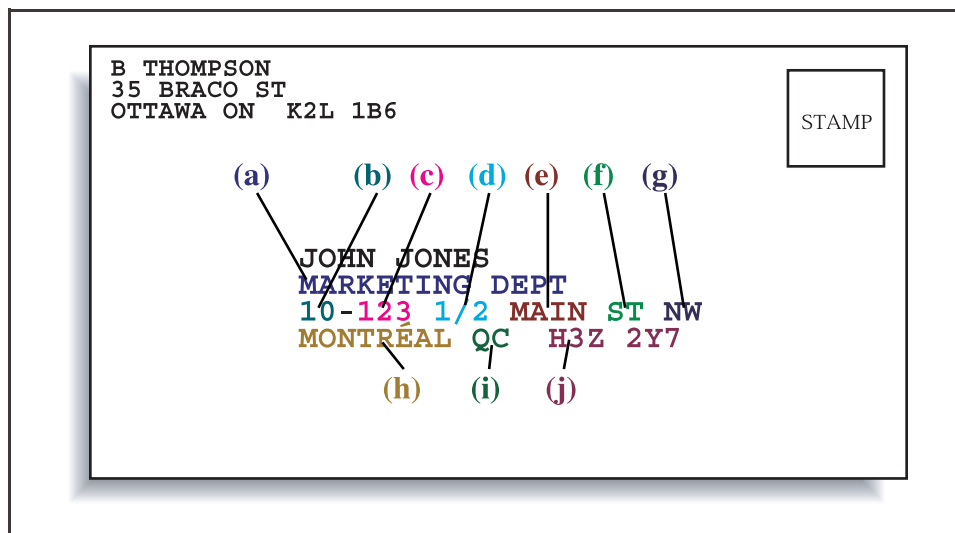 B THOMPSON
35 BRACO ST
OTTAWA ON  K2L 1B6
STAMP
(a) (b) (c) (d) (e) (f) (g)
JOHN JONES
MARKETING DEPT
10-123 1/2 MAIN ST NW
MONTRÉAL QC  H3Z 2Y7
(h) (i) (j)